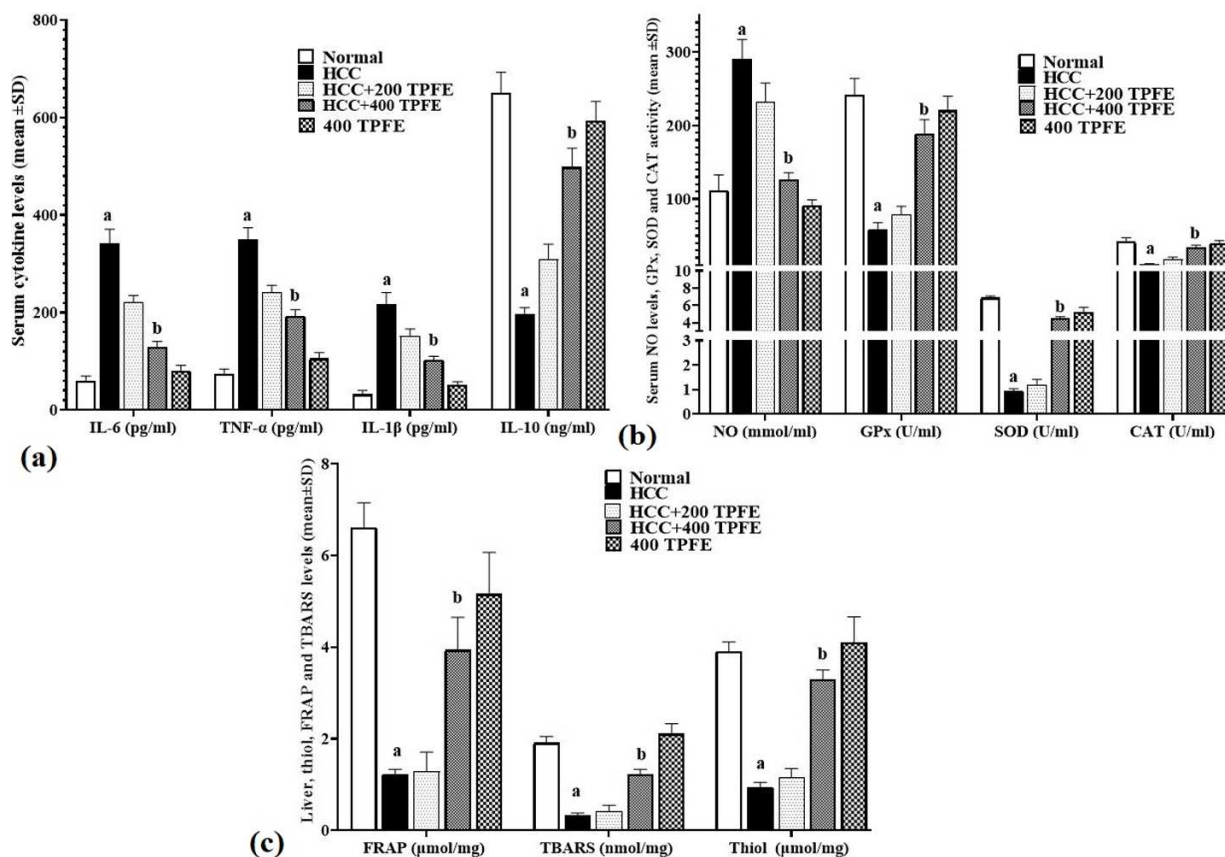 Serum cytokine levels (mean ±SD)
800
600
400
200
0
Normal
HCC
HCC+200 TPFE
HCC+400 TPFE
400 TPFE
a
a
a
a
b
b
b
b
IL-6 (pg/ml)
TNF-α (pg/ml)
IL-1β (pg/ml)
IL-10 (ng/ml)
(a)
Serum NO levels, GPx, SOD and CAT activity (mean ±SD)
300
200
100
10
8
6
4
3
2
1
0
Normal
HCC
HCC+200 TPFE
HCC+400 TPFE
400 TPFE
a
b
a
b
a
b
a
b
NO (mmol/ml)
GPx (U/ml)
SOD (U/ml)
CAT (U/ml)
(b)
Liver, thiol, FRAP and TBARS levels (mean±SD)
8
6
4
2
0
Normal
HCC
HCC+200 TPFE
HCC+400 TPFE
400 TPFE
a
b
a
b
a
b
FRAP (μmol/mg)
TBARS (nmol/mg)
Thiol (μmol/mg)
(c)